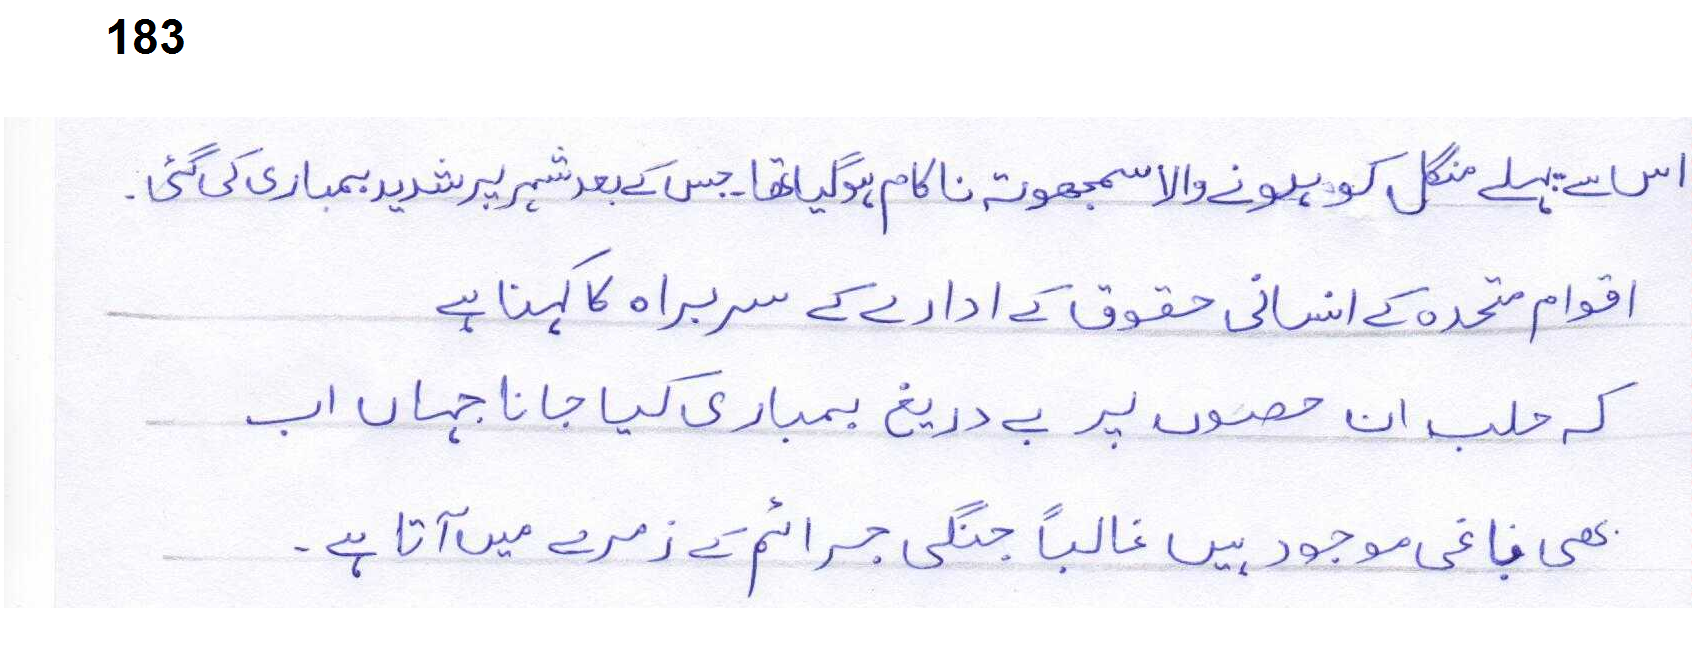 183
اس سے پہلے منگل کو ہونے والا سمجھوتہ ناکام ہوگیا تھا۔ جس کے بعد شہر پر شدید بمباری کی گئی۔
اقوام متحدہ کے انسانی حقوق کے ادارے کے سربراہ کا کہنا ہے
کہ حلب ان حصوں پر بے دریغ بمباری کیا جانا جہاں اب
بھی باغی موجود ہیں غالباً جنگی جرائم کے زمرے میں آتا ہے۔